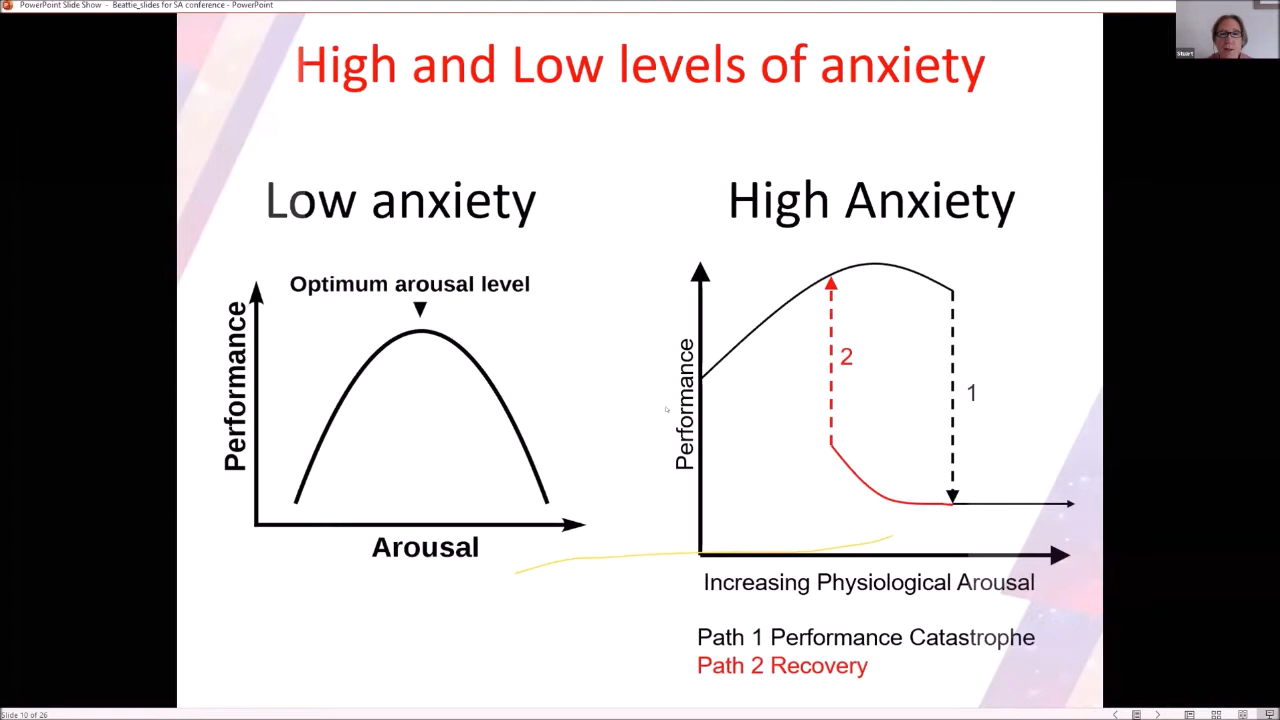 PowerPoint Slide Show - Beattie_slides for SA conference - PowerPoint
Stuart
High and Low levels of anxiety
Low anxiety
High Anxiety
Optimum arousal level
Performance
Arousal
Performance
2
1
Increasing Physiological Arousal
Path 1 Performance Catastrophe
Path 2 Recovery
Slide 10 of 26